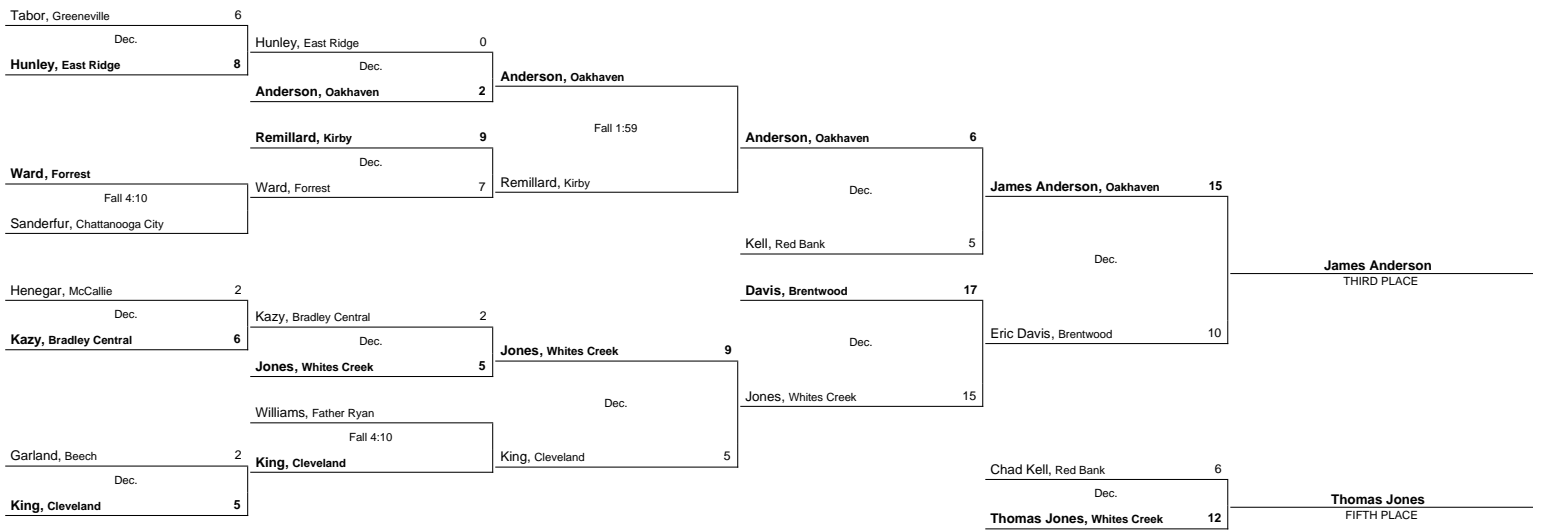 Tabor, Greeneville 6
Dec.
Hunley, East Ridge 8
Ward, Forrest
Fall 4:10
Sanderfur, Chattanooga City
Henegar, McCallie 2
Dec.
Kazy, Bradley Central 6
Garland, Beech 2
Dec.
King, Cleveland 5
Hunley, East Ridge 0
Dec.
Anderson, Oakhaven 2
Remillard, Kirby 9
Dec.
Ward, Forrest 7
Kazy, Bradley Central 2
Dec.
Jones, Whites Creek 5
Williams, Father Ryan
Fall 4:10
King, Cleveland
Anderson, Oakhaven
Fall 1:59
Remillard, Kirby
Jones, Whites Creek 9
Dec.
King, Cleveland 5
Anderson, Oakhaven 6
Dec.
Kell, Red Bank 5
Davis, Brentwood 17
Dec.
Jones, Whites Creek 15
James Anderson, Oakhaven 15
Dec.
Eric Davis, Brentwood 10
Chad Kell, Red Bank 6
Dec.
Thomas Jones, Whites Creek 12
James Anderson
THIRD PLACE
Thomas Jones
FIFTH PLACE